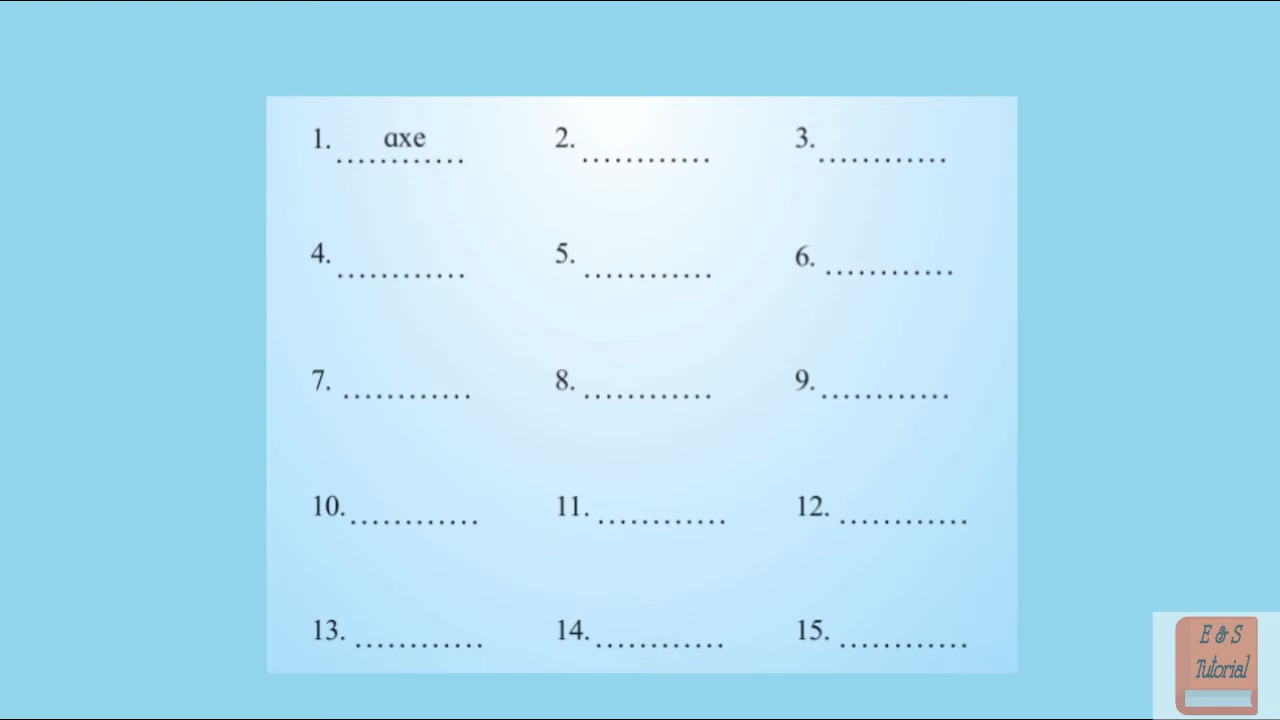 1. axe ............ 2. ............ 3. ............
4. ............ 5. ............ 6. ............
7. ............ 8. ............ 9. ............
10. ............ 11. ............ 12. ............
13. ............ 14. ............ 15. ............
E & S
Tutorial